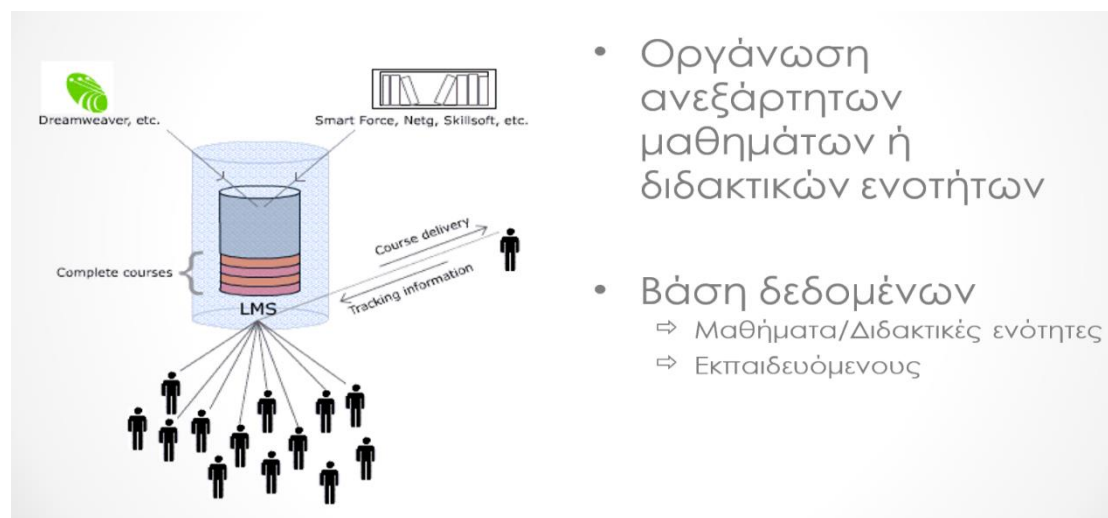 Dreamweaver, etc.
Smart Force, Netg, Skillsoft, etc.
Course delivery
Tracking information
Complete courses
LMS
• Οργάνωση
ανεξάρτητων
μαθημάτων ή
διδακτικών ενοτήτων
• Βάση δεδομένων
⇨ Μαθήματα/Διδακτικές ενότητες
⇨ Εκπαιδευόμενους